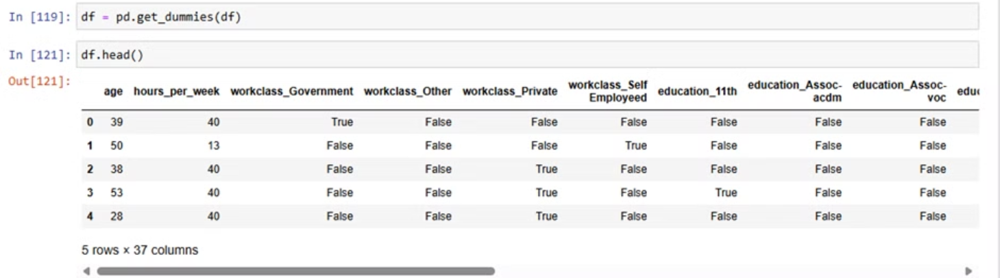 In [119]: df = pd.get_dummies(df)
In [121]: df.head()
Out[121]:
age hours_per_week workclass_Government workclass_Other workclass_Private workclass_Self Employeed education_11th education_Assoc-acdm education_Assoc-voc educ
0 39 40 True False False False False False False
1 50 13 False False False True False False False
2 38 40 False False True False False False False
3 53 40 False False True False True False False
4 28 40 False False True False False False False
5 rows × 37 columns